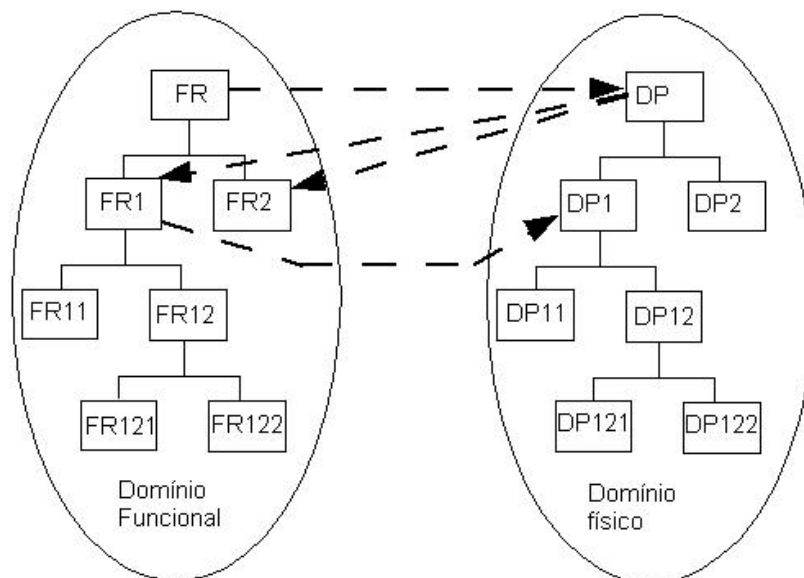 FR
DP
FR1
FR2
DP1
DP2
FR11
FR12
DP11
DP12
FR121
FR122
DP121
DP122
Domínio
Funcional
Domínio
físico